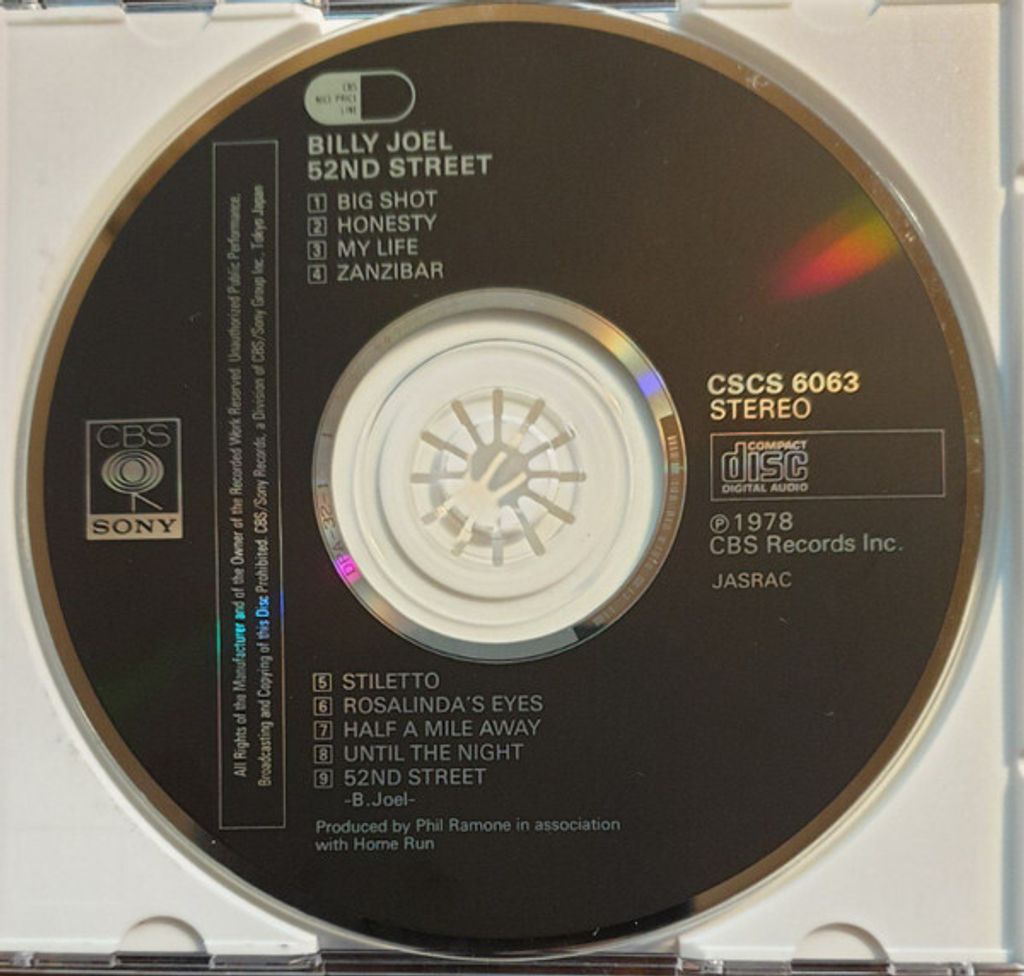 CBS
NICE PRICE
LINE
BILLY JOEL
52ND STREET
1 BIG SHOT
2 HONESTY
3 MY LIFE
4 ZANZIBAR
All Rights of the Manufacturer and of the Owner of the Recorded Work Reserved. Unauthorized Public Performance,
Broadcasting and Copying of this Disc Prohibited. CBS/Sony Records, a Division of CBS/Sony Group Inc., Tokyo Japan
CBS
SONY
CSCS 6063
STEREO
COMPACT
disc
DIGITAL AUDIO
℗ 1978
CBS Records Inc.
JASRAC
5 STILETTO
6 ROSALINDA'S EYES
7 HALF A MILE AWAY
8 UNTIL THE NIGHT
9 52ND STREET
-B.Joel-
Produced by Phil Ramone in association
with Home Run